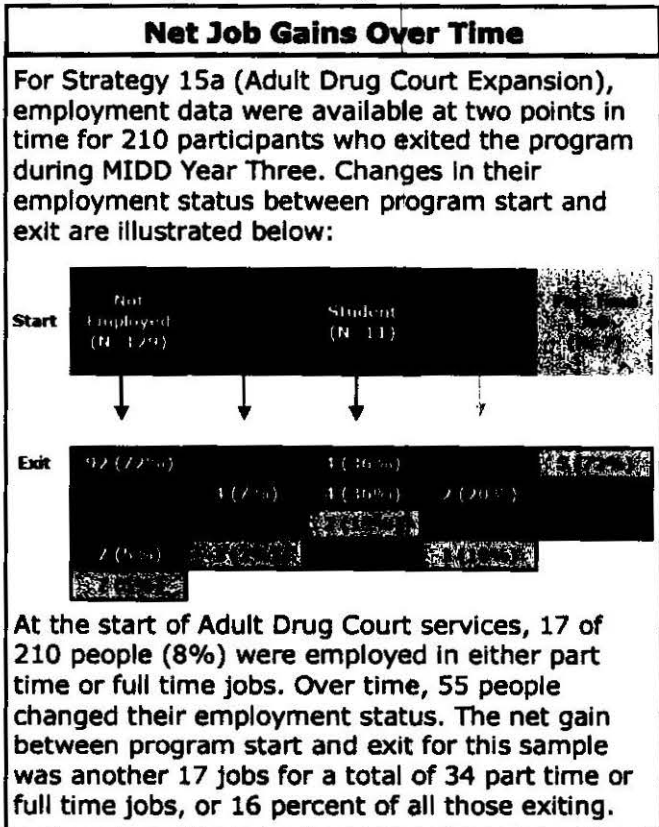 Net Job Gains Over Time
For Strategy 15a (Adult Drug Court Expansion),
employment data were available at two points in
time for 210 participants who exited the program
during MIDD Year Three. Changes in their
employment status between program start and
exit are illustrated below:
Start
Not
Employed
(N 129)
Student
(N 11)
Exit
92 (72%)
4 (36%)
4 (7%)
4 (36%)
2 (20%)
7 (5%)
At the start of Adult Drug Court services, 17 of
210 people (8%) were employed in either part
time or full time jobs. Over time, 55 people
changed their employment status. The net gain
between program start and exit for this sample
was another 17 jobs for a total of 34 part time or
full time jobs, or 16 percent of all those exiting.